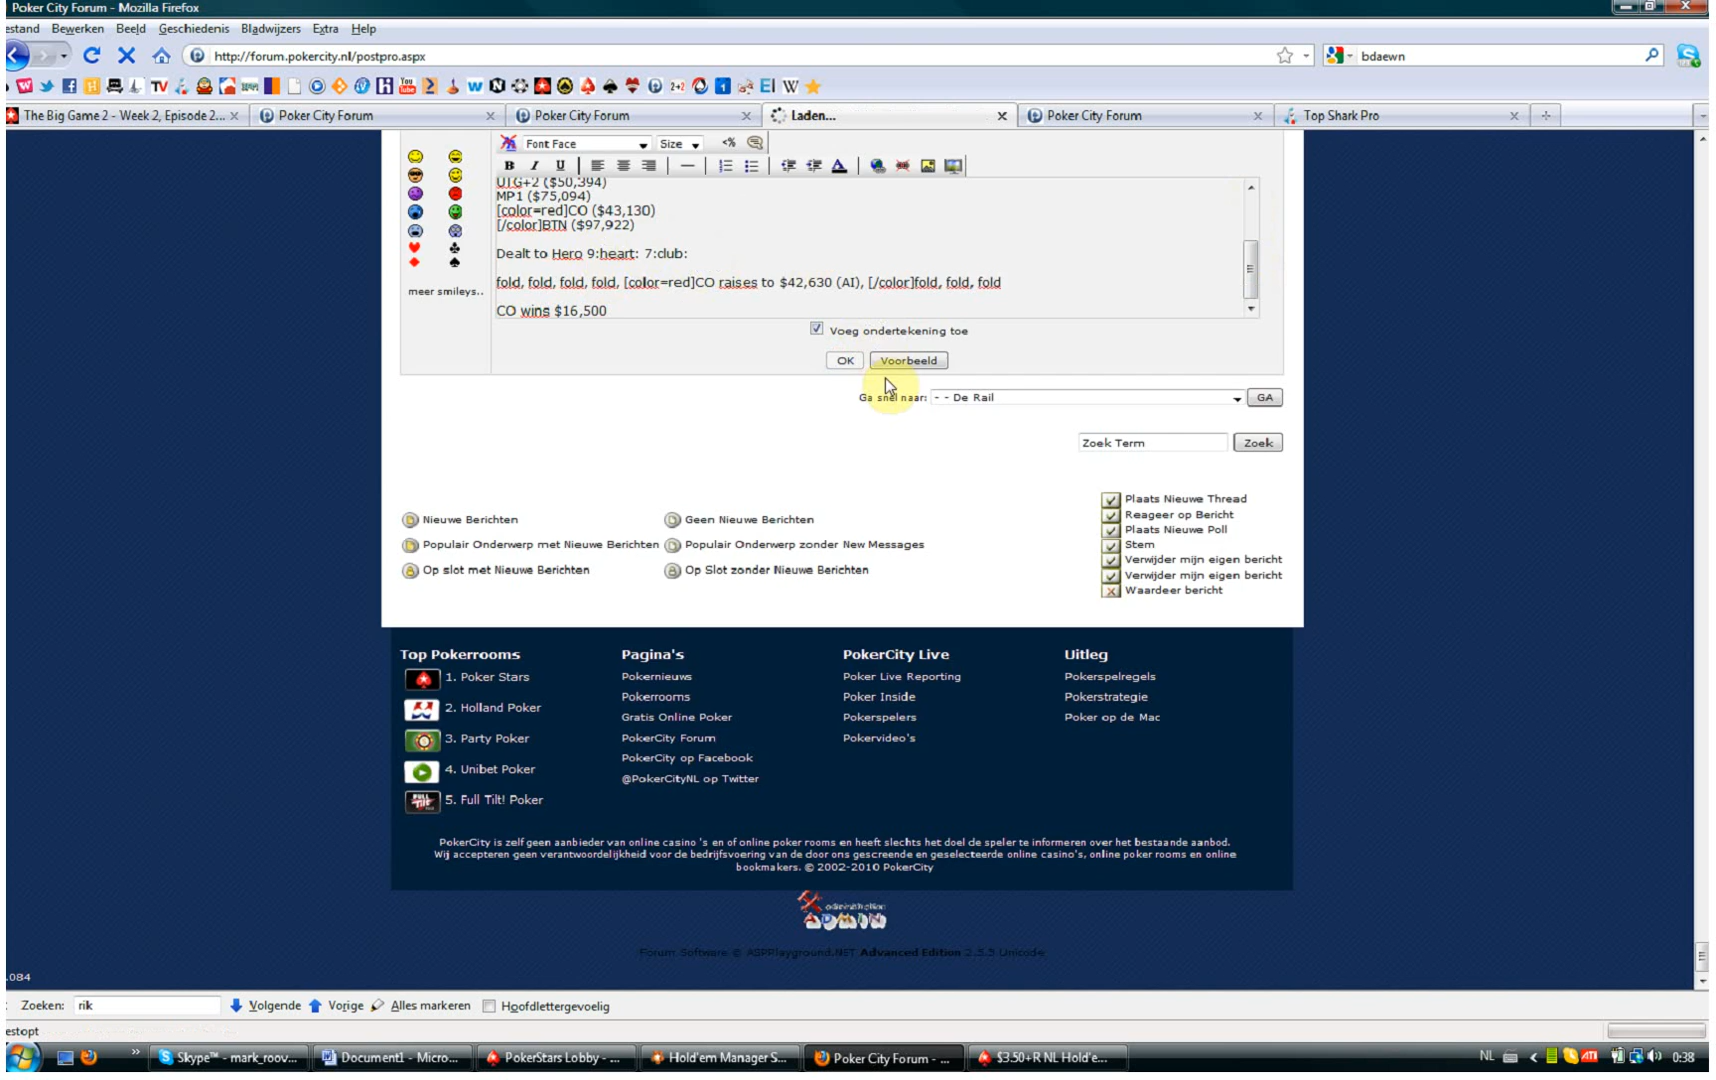 Poker City Forum - Mozilla Firefox
estand Bewerken Beeld Geschiedenis Bladwijzers Extra Help
http://forum.pokercity.nl/postpro.aspx
bdaewn
The Big Game 2 - Week 2, Episode 2...
Poker City Forum
Poker City Forum
Laden...
Poker City Forum
Top Shark Pro
Font Face
Size
B I U
UTG+2 ($50,394)
MP1 ($75,094)
[color=red]CO ($43,130)
[/color]BTN ($97,922)
Dealt to Hero 9:heart: 7:club:
fold, fold, fold, fold, [color=red]CO raises to $42,630 (AI), [/color]fold, fold, fold
CO wins $16,500
meer smileys..
Voeg ondertekening toe
OK
Voorbeeld
Ga snel naar: - - De Rail
GA
Zoek Term
Zoek
Nieuwe Berichten
Geen Nieuwe Berichten
Populair Onderwerp met Nieuwe Berichten
Populair Onderwerp zonder New Messages
Op slot met Nieuwe Berichten
Op Slot zonder Nieuwe Berichten
Plaats Nieuwe Thread
Reageer op Bericht
Plaats Nieuwe Poll
Stem
Verwijder mijn eigen bericht
Verwijder mijn eigen bericht
Waardeer bericht
Top Pokerrooms
1. Poker Stars
2. Holland Poker
3. Party Poker
4. Unibet Poker
5. Full Tilt! Poker
Pagina's
Pokernieuws
Pokerrooms
Gratis Online Poker
PokerCity Forum
PokerCity op Facebook
@PokerCityNL op Twitter
PokerCity Live
Poker Live Reporting
Poker Inside
Pokerspelers
Pokervideo's
Uitleg
Pokerspelregels
Pokerstrategie
Poker op de Mac
PokerCity is zelf geen aanbieder van online casino 's en of online poker rooms en heeft slechts het doel de speler te informeren over het bestaande aanbod.
Wij accepteren geen verantwoordelijkheid voor de bedrijfsvoering van de door ons gescreende en geselecteerde online casino's, online poker rooms en online
bookmakers. © 2002-2010 PokerCity
ADMIN
Forum Software © ASPPlayground.NET Advanced Edition 2.5.5 Unicode
.084
Zoeken: rik
Volgende Vorige Alles markeren Hoofdlettergevoelig
estopt
Skype™ - mark_roov...
Document1 - Micro...
PokerStars Lobby - ...
Hold'em Manager S...
Poker City Forum - ...
$3.50+R NL Hold'e...
NL
0:38